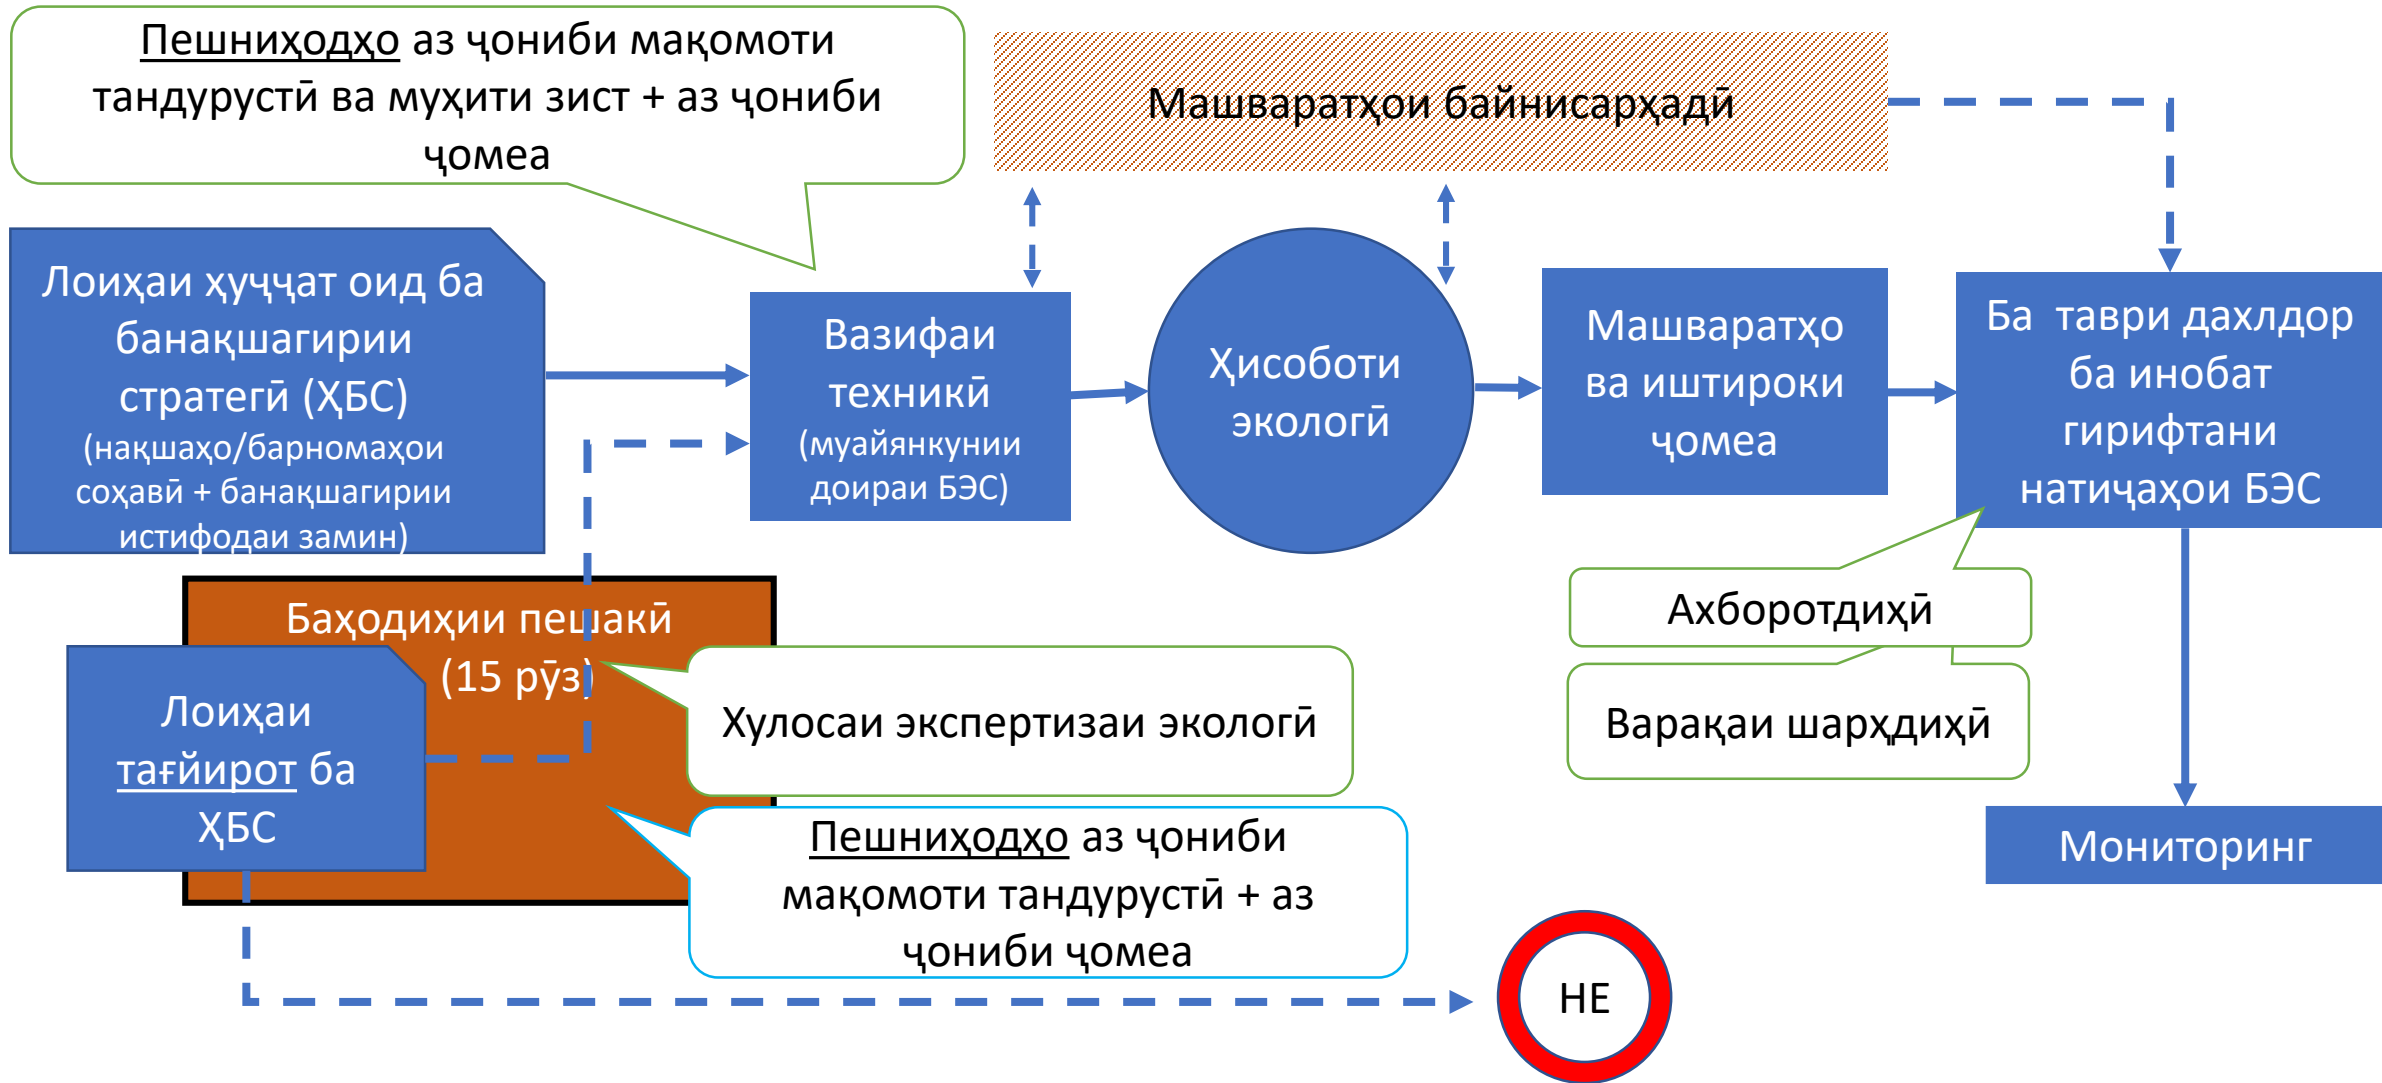 Пешниҳодҳо аз ҷониби мақомоти
тандурустӣ ва муҳити зист + аз ҷониби
ҷомеа
Машваратҳои байнисарҳадӣ
Лоиҳаи ҳуҷҷат оид ба
банақшагирии
стратегӣ (ҲБС)
(нақшаҳо/барномаҳои
соҳавӣ + банақшагирии
истифодаи замин)
Вазифаи
техникӣ
(муайянкунии
доираи БЭС)
Ҳисоботи
экологӣ
Машваратҳо
ва иштироки
ҷомеа
Ба таври дахлдор
ба инобат
гирифтани
натиҷаҳои БЭС
Баҳодиҳии пешакӣ
(15 рӯз)
Лоиҳаи
тағйирот ба
ҲБС
Хулосаи экспертизаи экологӣ
Пешниҳодҳо аз ҷониби
мақомоти тандурустӣ + аз
ҷониби ҷомеа
Ахборотдиҳӣ
Варақаи шарҳдиҳӣ
Мониторинг
НЕ